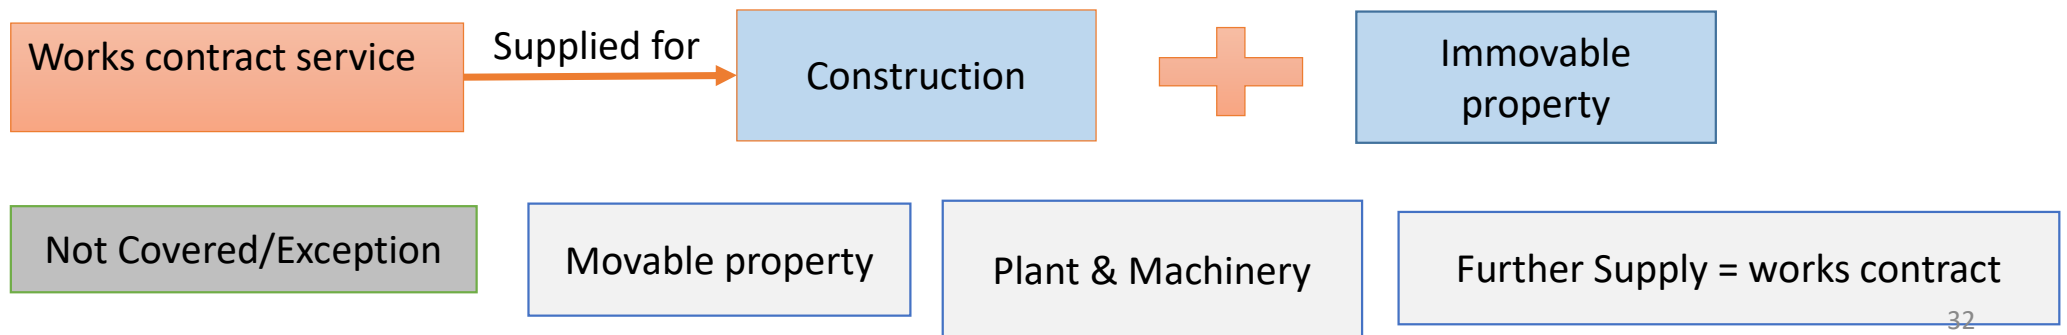 Works contract service
Supplied for
Construction
Immovable
property
Not Covered/Exception
Movable property
Plant & Machinery
Further Supply = works contract
32